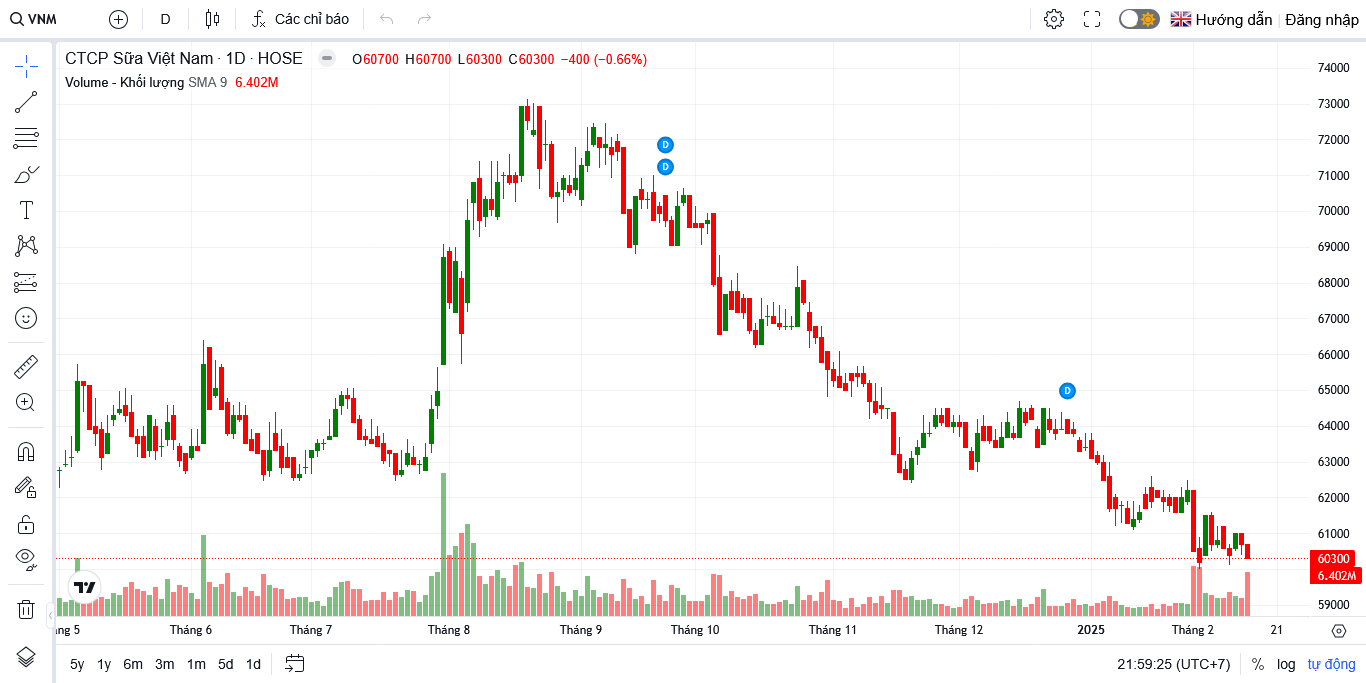 VNM D Các chỉ báo Hướng dẫn Đăng nhập
CTCP Sữa Việt Nam · 1D · HOSE O60700 H60700 L60300 C60300 −400 (−0.66%)
Volume - Khối lượng SMA 9 6.402M
74000
73000
72000
71000
70000
69000
68000
67000
66000
65000
64000
63000
62000
61000
60300
6.402M
59000
D
D
D
ng 5 Tháng 6 Tháng 7 Tháng 8 Tháng 9 Tháng 10 Tháng 11 Tháng 12 2025 Tháng 2 21
5y 1y 6m 3m 1m 5d 1d 21:59:25 (UTC+7) % log tự động